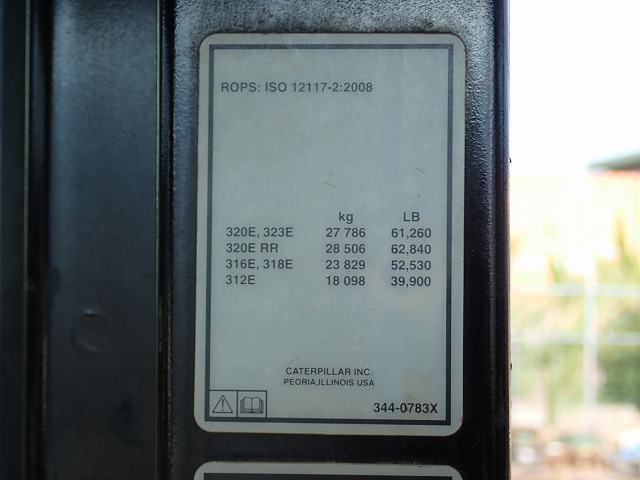 ROPS: ISO 12117-2:2008
kg LB
320E, 323E 27 786 61,260
320E RR 28 506 62,840
316E, 318E 23 829 52,530
312E 18 098 39,900
CATERPILLAR INC.
PEORIA,ILLINOIS USA
344-0783X